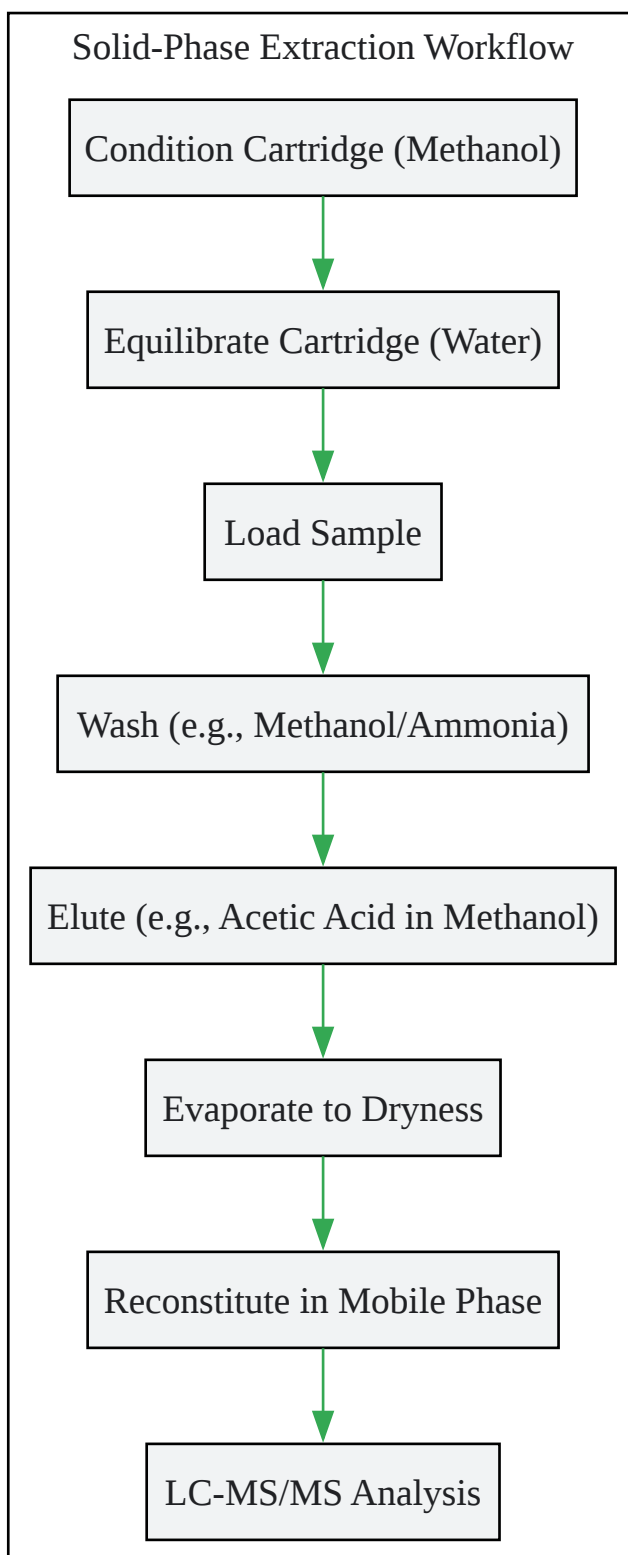 Solid-Phase Extraction Workflow
Condition Cartridge (Methanol)
Equilibrate Cartridge (Water)
Load Sample
Wash (e.g., Methanol/Ammonia)
Elute (e.g., Acetic Acid in Methanol)
Evaporate to Dryness
Reconstitute in Mobile Phase
LC-MS/MS Analysis